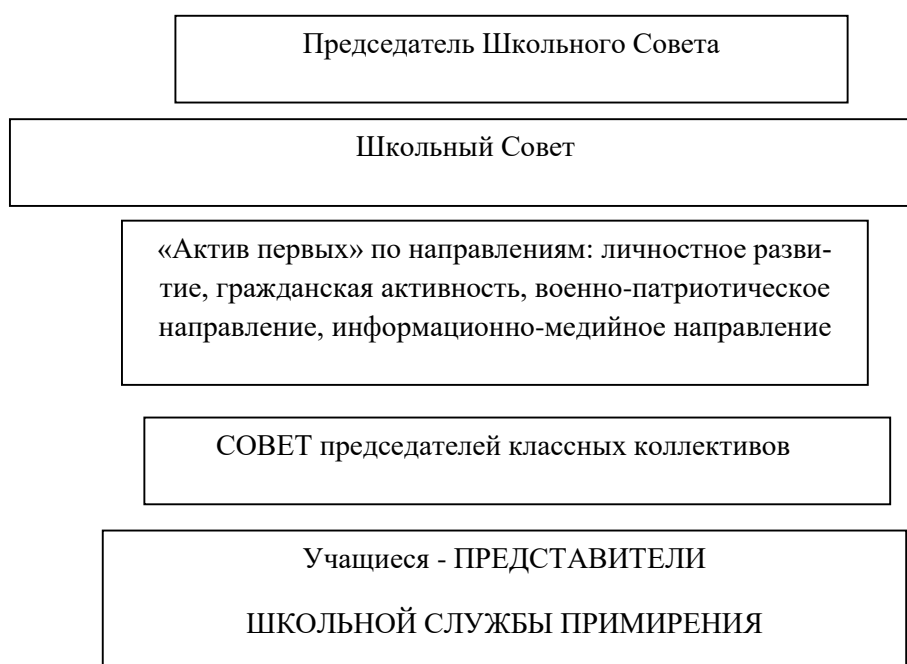 Председатель Школьного Совета
Школьный Совет
«Актив первых» по направлениям: личностное разви-
тие, гражданская активность, военно-патриотическое
направление, информационно-медийное направление
СОВЕТ председателей классных коллективов
Учащиеся - ПРЕДСТАВИТЕЛИ
ШКОЛЬНОЙ СЛУЖБЫ ПРИМИРЕНИЯ